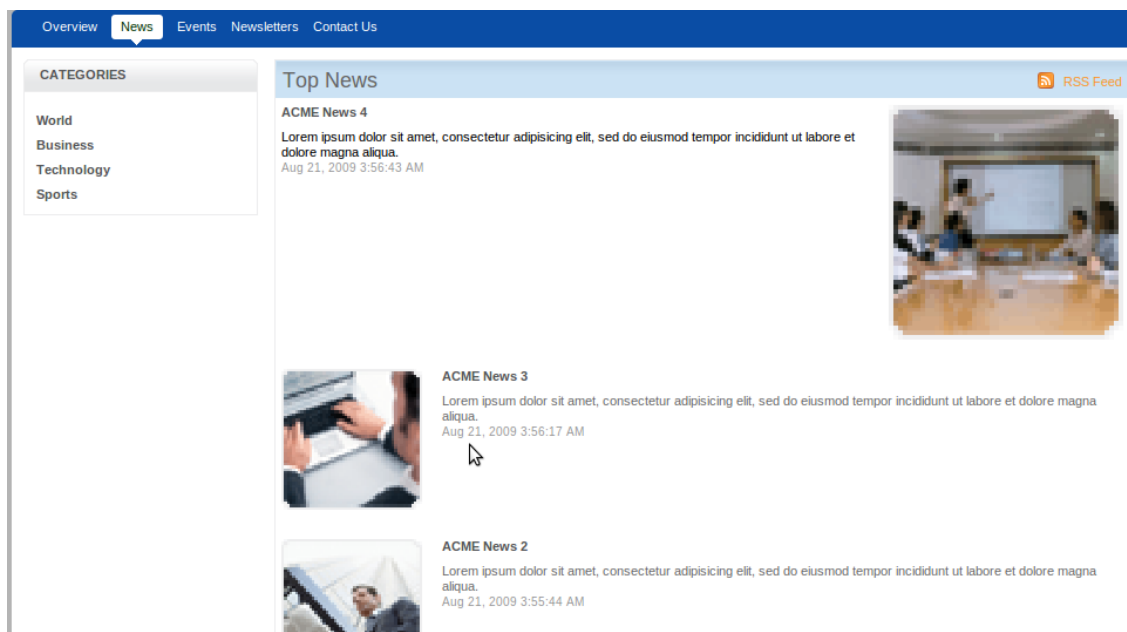 Overview News Events Newsletters Contact Us
CATEGORIES
World
Business
Technology
Sports
Top News
RSS Feed
ACME News 4
Lorem ipsum dolor sit amet, consectetur adipisicing elit, sed do eiusmod tempor incididunt ut labore et
dolore magna aliqua.
Aug 21, 2009 3:56:43 AM
ACME News 3
Lorem ipsum dolor sit amet, consectetur adipisicing elit, sed do eiusmod tempor incididunt ut labore et dolore magna
aliqua.
Aug 21, 2009 3:56:17 AM
ACME News 2
Lorem ipsum dolor sit amet, consectetur adipisicing elit, sed do eiusmod tempor incididunt ut labore et dolore magna
aliqua.
Aug 21, 2009 3:55:44 AM